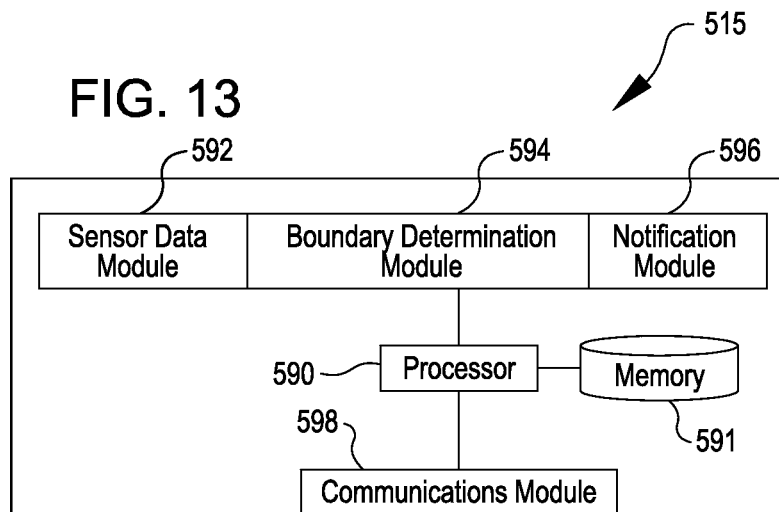 515
FIG. 13
592
594
596
Sensor Data
Module
Boundary Determination
Module
Notification
Module
590
Processor
Memory
591
598
Communications Module